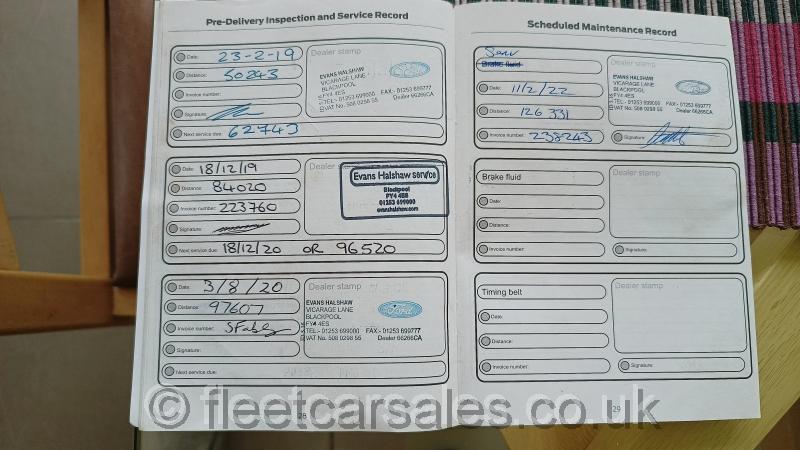 Pre-Delivery Inspection and Service Record
Date: 23-2-19
Distance: 50243
Invoice number:
Signature:
Next service due: 62743
Dealer stamp
EVANS HALSHAW
VICARAGE LANE
BLACKPOOL
FY4 4ES
TEL:- 01253 699000 FAX:- 01253 699777
VAT No. 508 0298 55 Dealer 66266CA
Date: 18/12/19
Distance: 84020
Invoice number: 223760
Signature:
Next service due: 18/12/20 OR 96520
Dealer stamp
Evans Halshaw service
Blackpool
FY4 4ES
01253 699000
evanshalshaw.com
Date: 3/8/20
Distance: 97607
Invoice number:
Signature:
Next service due:
Dealer stamp
EVANS HALSHAW
VICARAGE LANE
BLACKPOOL
FY4 4ES
TEL:- 01253 699000 FAX:- 01253 699777
VAT No. 508 0298 55 Dealer 66266CA
Ford
28
Scheduled Maintenance Record
Serv
Brake fluid
Date: 11/2/22
Distance: 126 331
Invoice number: 238243
Dealer stamp
EVANS HALSHAW
VICARAGE LANE
BLACKPOOL
FY4 4ES
TEL:- 01253 699000 FAX:- 01253 699777
VAT No. 508 0298 55 Dealer 66266CA
Signature:
Brake fluid
Date:
Distance:
Invoice number:
Dealer stamp
Signature:
Timing belt
Date:
Distance:
Invoice number:
Dealer stamp
Signature:
29
© fleetcarsales.co.uk